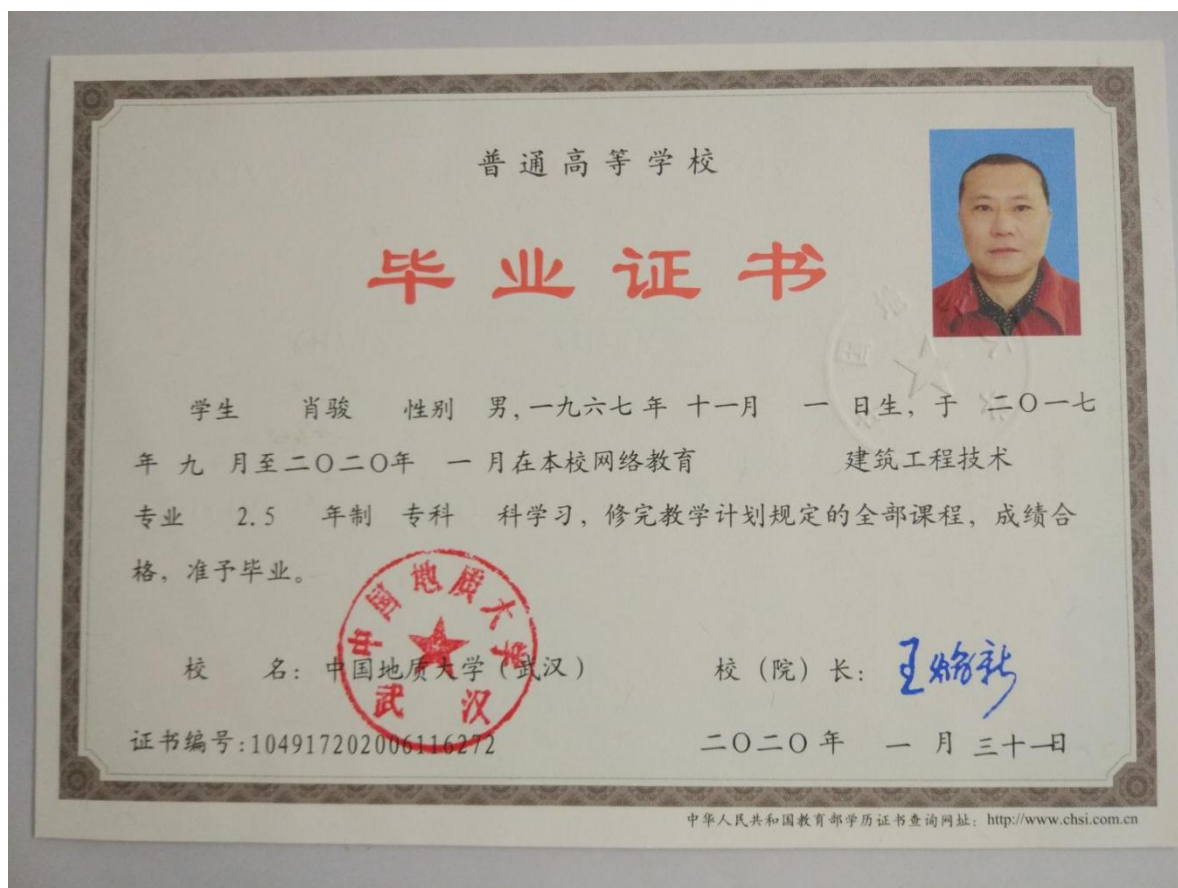 普通高等学校
毕业证书
学生 肖骏 性别 男,一九六七年 十一月 一 日生，于 二〇一七
年 九 月至二〇二〇年 一 月在本校网络教育 建筑工程技术
专业 2.5 年制 专科 科学习，修完教学计划规定的全部课程，成绩合
格，准予毕业。
中国地质大学
武汉
校 名：中国地质大学（武汉） 校（院）长：王焰新
证书编号:104917202006116272 二〇二〇年 一 月 三十一日
中华人民共和国教育部学历证书查询网址：http://www.chsi.com.cn